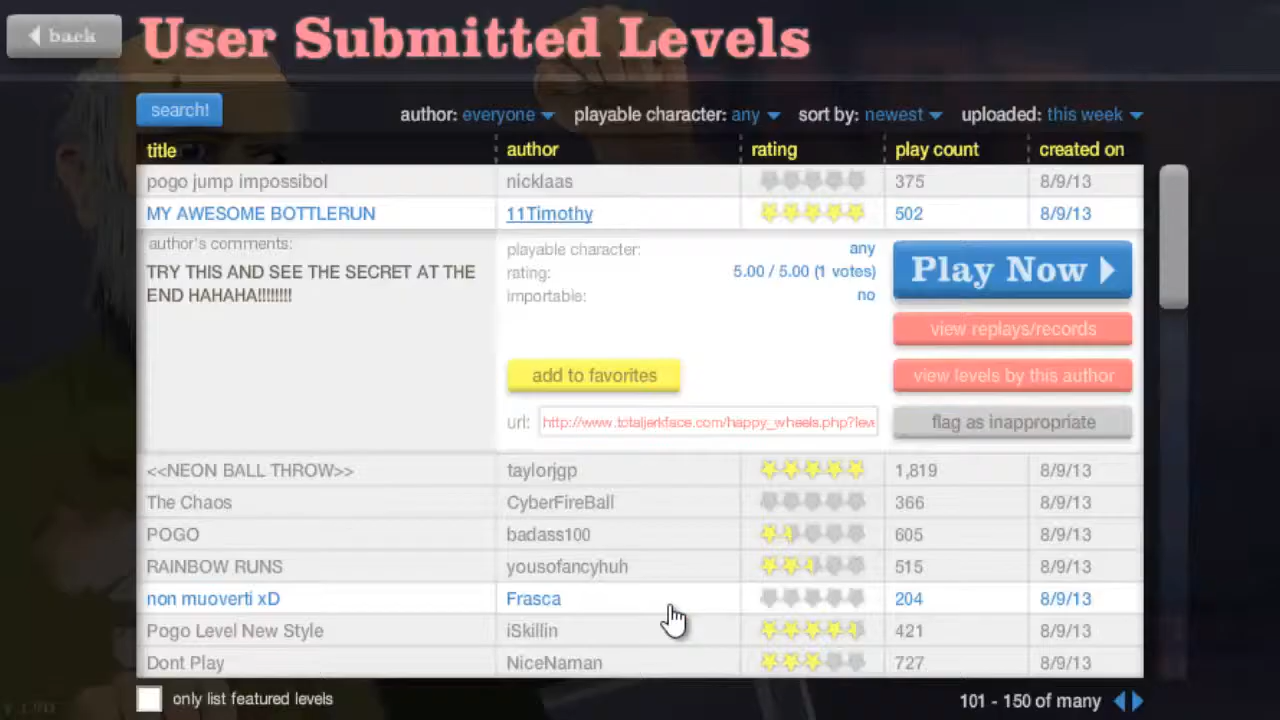 back
User Submitted Levels
search!
author: everyone playable character: any sort by: newest uploaded: this week
title author rating play count created on
pogo jump impossibol nicklaas 375 8/9/13
MY AWESOME BOTTLERUN 11Timothy 502 8/9/13
author's comments:
TRY THIS AND SEE THE SECRET AT THE
END HAHAHA!!!!!!!!
playable character: any
rating: 5.00 / 5.00 (1 votes)
importable: no
add to favorites
url: http://www.totaljerkface.com/happy_wheels.php?leve
Play Now
view replays/records
view levels by this author
flag as inappropriate
<<NEON BALL THROW>> taylorjgp 1,819 8/9/13
The Chaos CyberFireBall 366 8/9/13
POGO badass100 605 8/9/13
RAINBOW RUNS yousofancyhuh 515 8/9/13
non muoverti xD Frasca 204 8/9/13
Pogo Level New Style iSkillin 421 8/9/13
Dont Play NiceNaman 727 8/9/13
only list featured levels
101 - 150 of many